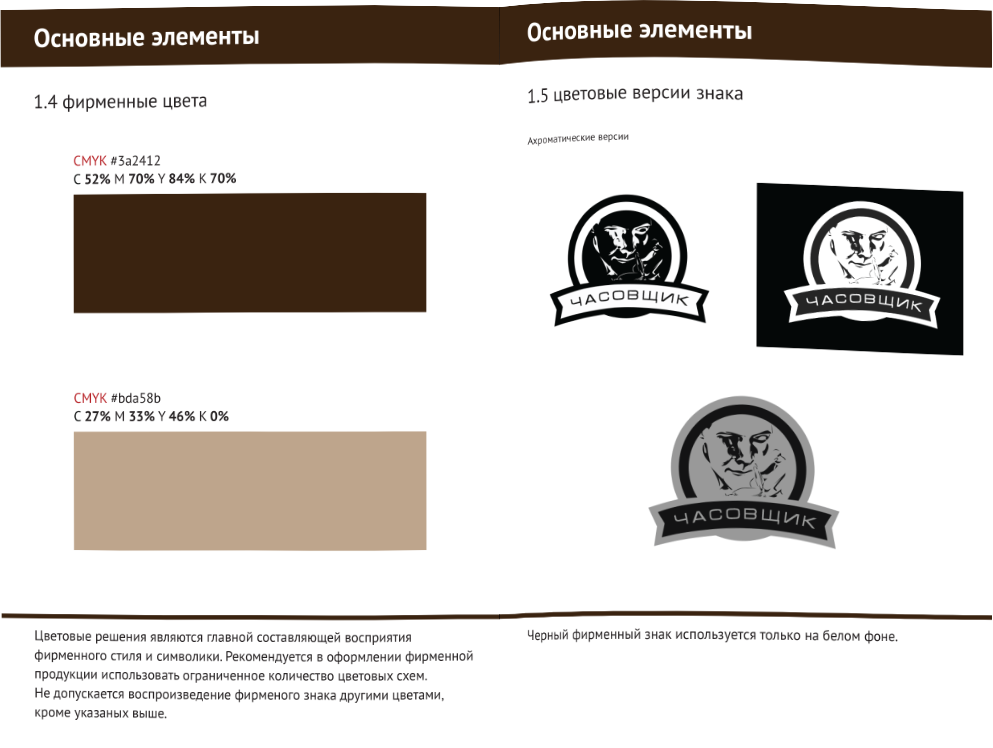 Основные элементы
1.4 фирменные цвета
CMYK #3a2412
C 52% M 70% Y 84% K 70%
CMYK #bda58b
C 27% M 33% Y 46% K 0%
Цветовые решения являются главной составляющей восприятия
фирменного стиля и символики. Рекомендуется в оформлении фирменной
продукции использовать ограниченное количество цветовых схем.
Не допускается воспроизведение фирменого знака другими цветами,
кроме указаных выше.
Основные элементы
1.5 цветовые версии знака
Ахроматические версии
ЧАСОВЩИК
ЧАСОВЩИК
ЧАСОВЩИК
Черный фирменный знак используется только на белом фоне.